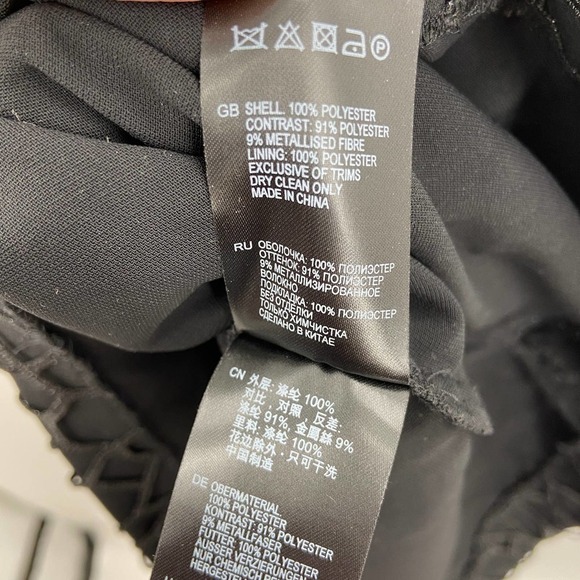 GB SHELL: 100% POLYESTER
CONTRAST: 91% POLYESTER
9% METALLISED FIBRE
LINING: 100% POLYESTER
EXCLUSIVE OF TRIMS
DRY CLEAN ONLY
MADE IN CHINA
RU ОБОЛОЧКА: 100% ПОЛИЭСТЕР
ОТТЕНОК: 91% ПОЛИЭСТЕР
9% МЕТАЛЛИЗИРОВАННОЕ
ВОЛОКНО
ПОДКЛАДКА: 100% ПОЛИЭСТЕР
БЕЗ ОТДЕЛКИ
ТОЛЬКО ХИМЧИСТКА
СДЕЛАНО В КИТАЕ
CN 外层: 涤纶 100%
对比, 对照, 反差:
涤纶 91%, 金屬絲 9%
里料: 涤纶 100%
花边除外, 只可干洗
中国制造
DE OBERMATERIAL:
100% POLYESTER
KONTRAST: 91% POLYESTER
9% METALLFASER
FUTTER: 100% POLYESTER
AUSSER VERZIERUNGEN
NUR CHEMISCH